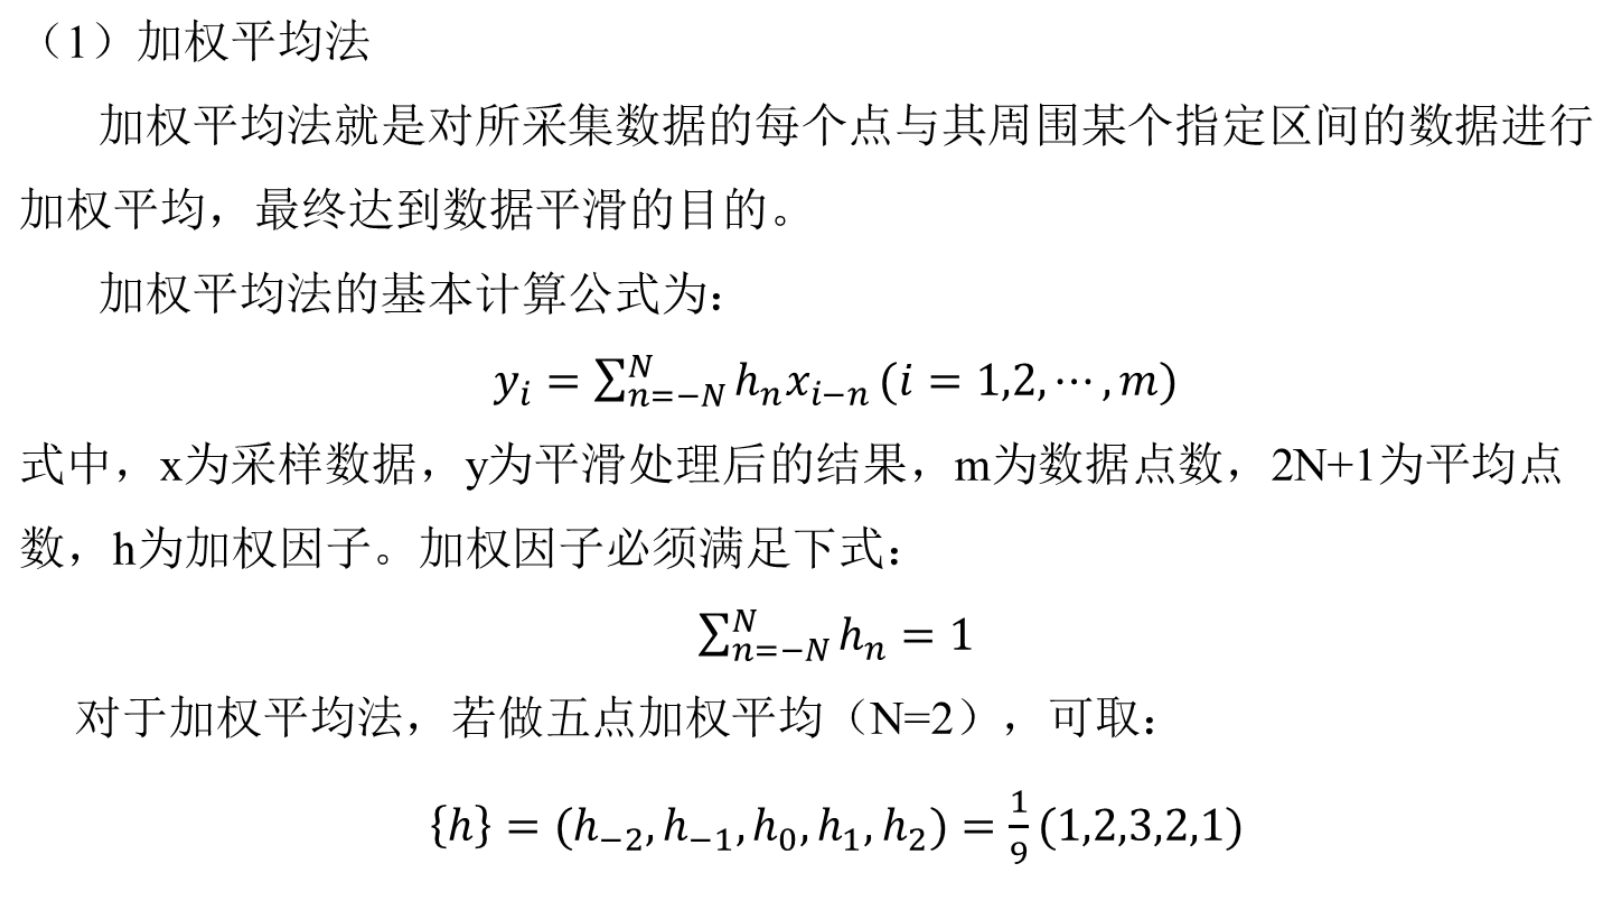 （1）加权平均法
加权平均法就是对所采集数据的每个点与其周围某个指定区间的数据进行
加权平均，最终达到数据平滑的目的。
加权平均法的基本计算公式为：
y_i = ∑_{n=−N}^{N} h_n x_{i−n} (i = 1,2,⋯,m)
式中，x为采样数据，y为平滑处理后的结果，m为数据点数，2N+1为平均点
数，h为加权因子。加权因子必须满足下式：
∑_{n=−N}^{N} h_n = 1
对于加权平均法，若做五点加权平均（N=2），可取：
{h} = (h_{−2}, h_{−1}, h_0, h_1, h_2) = \frac{1}{9}(1,2,3,2,1)